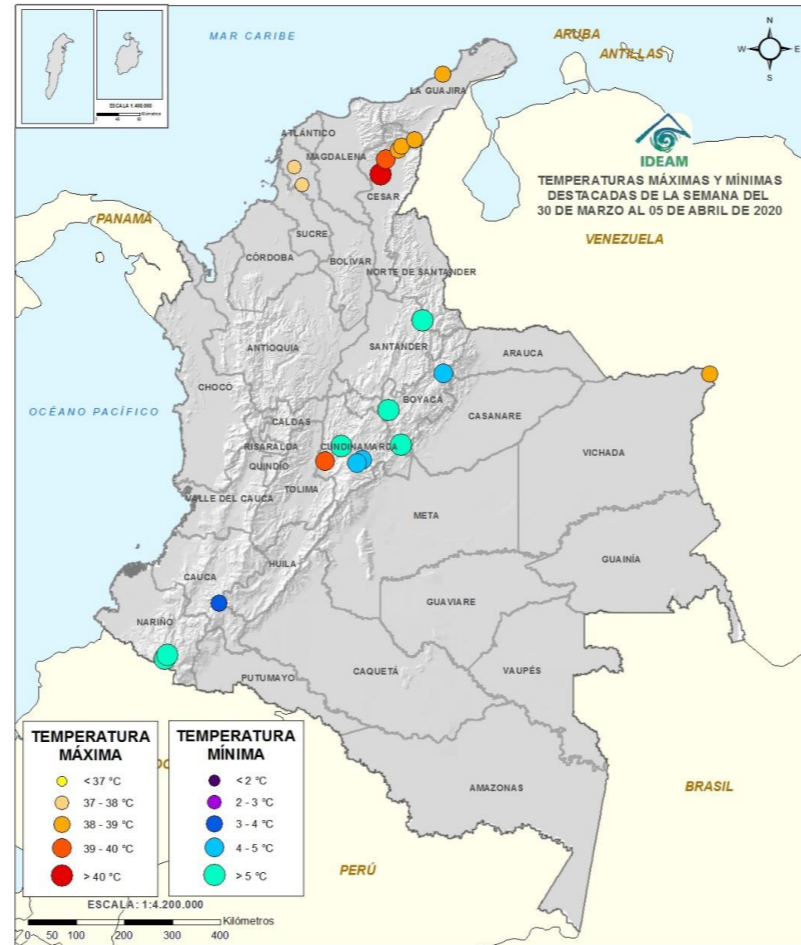 MAR CARIBE
ARUBA
ANTILLAS
N
W
E
S
ESCALA 1:4.400.000
Kilómetros
LA GUAJIRA
ATLÁNTICO
MAGDALENA
CESAR
IDEAM
TEMPERATURAS MÁXIMAS Y MÍNIMAS
DESTACADAS DE LA SEMANA DEL
30 DE MARZO AL 05 DE ABRIL DE 2020
PANAMÁ
VENEZUELA
SUCRE
CÓRDOBA
BOLÍVAR
NORTE DE SANTANDER
ANTIOQUIA
SANTANDER
ARAUCA
CHOCÓ
BOYACÁ
OCÉANO PACÍFICO
CASANARE
CALDAS
RISARALDA
CUNDINAMARCA
VICHADA
QUINDÍO
TOLIMA
VALLE DEL CAUCA
META
GUAINÍA
HUILA
CAUCA
GUAVIARE
NARIÑO
CAQUETÁ
VAUPÉS
PUTUMAYO
TEMPERATURA
MÁXIMA
< 37 °C
37 - 38 °C
38 - 39 °C
39 - 40 °C
> 40 °C
TEMPERATURA
MÍNIMA
< 2 °C
2 - 3 °C
3 - 4 °C
4 - 5 °C
> 5 °C
AMAZONAS
BRASIL
PERÚ
ESCALA: 1:4.200.000
Kilómetros
0 50 100 200 300 400